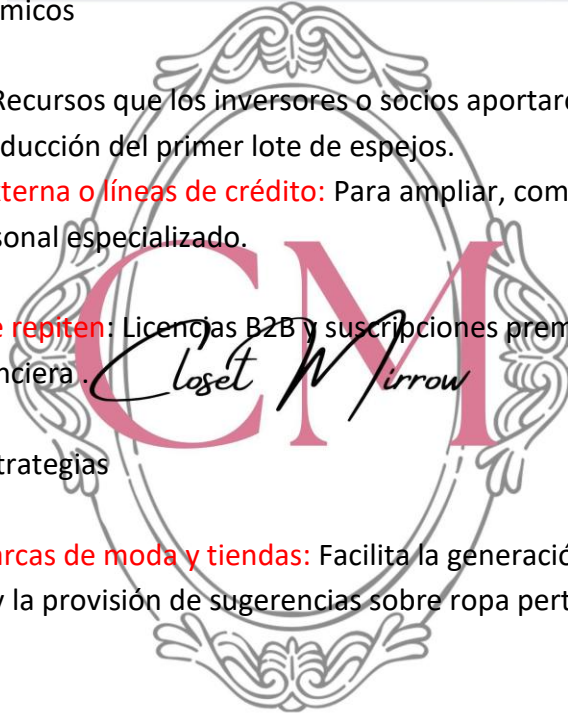 micos
Recursos que los inversores o socios aportar
ducción del primer lote de espejos.
xterna o líneas de crédito: Para ampliar, com
sonal especializado.
e repiten: Licencias B2B y suscripciones prem
nciera .
CM
Closet Mirrow
trategias
arcas de moda y tiendas: Facilita la generació
y la provisión de sugerencias sobre ropa pert